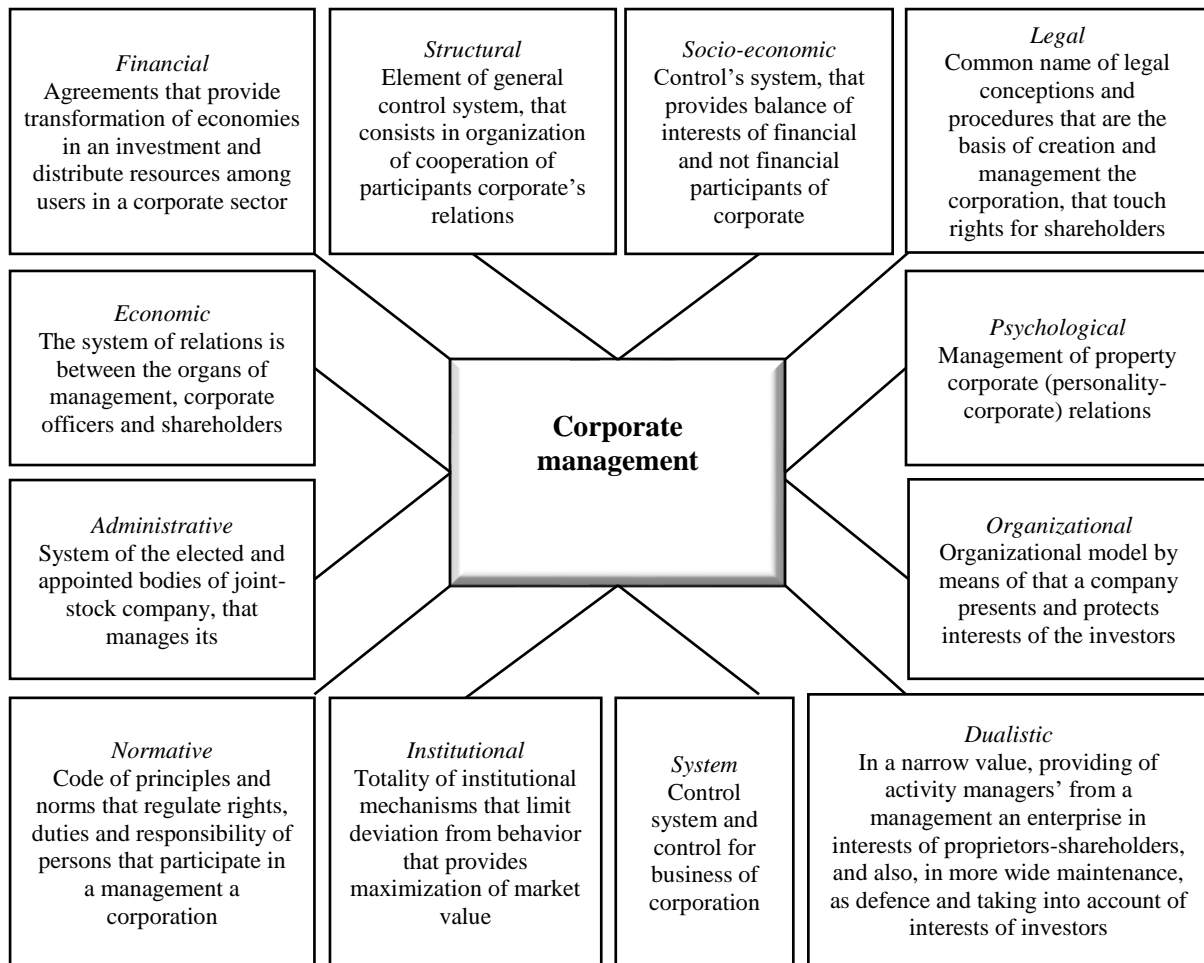 Financial
Agreements that provide
transformation of economies
in an investment and
distribute resources among
users in a corporate sector
Structural
Element of general
control system, that
consists in organization
of cooperation of
participants corporate's
relations
Socio-economic
Control's system, that
provides balance of
interests of financial
and not financial
participants of
corporate
Legal
Common name of legal
conceptions and
procedures that are the
basis of creation and
management the
corporation, that touch
rights for shareholders
Economic
The system of relations is
between the organs of
management, corporate
officers and shareholders
Corporate
management
Psychological
Management of property
corporate (personality-
corporate) relations
Administrative
System of the elected and
appointed bodies of joint-
stock company, that
manages its
Organizational
Organizational model by
means of that a company
presents and protects
interests of the investors
Normative
Code of principles and
norms that regulate rights,
duties and responsibility of
persons that participate in
a management a
corporation
Institutional
Totality of institutional
mechanisms that limit
deviation from behavior
that provides
maximization of market
value
System
Control
system and
control for
business of
corporation
Dualistic
In a narrow value, providing of
activity managers' from a
management an enterprise in
interests of proprietors-shareholders,
and also, in more wide maintenance,
as defence and taking into account of
interests of investors